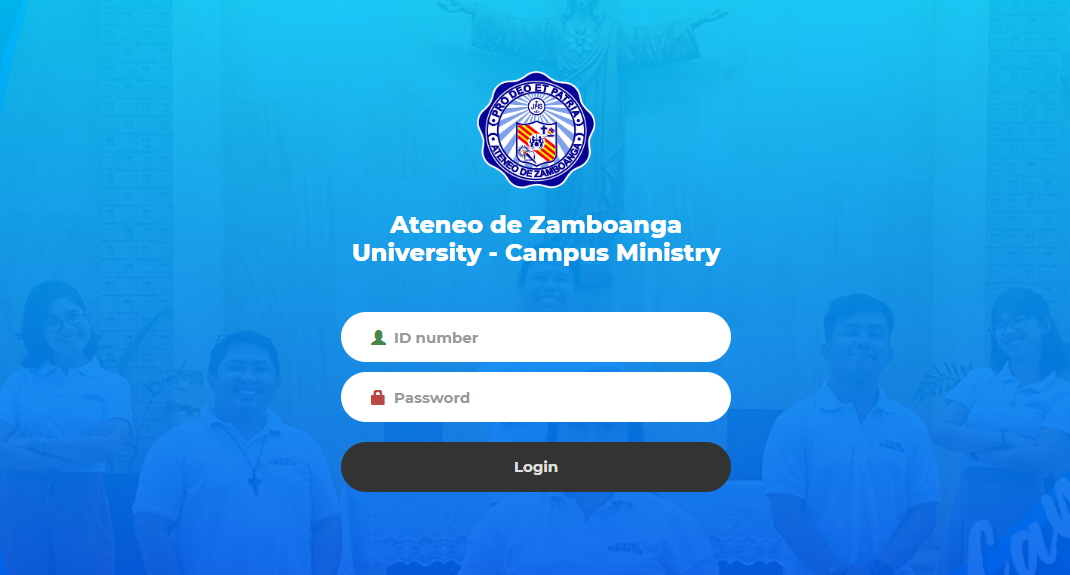 PRO DEO ET PATRIA
JHS
ATENEO DE ZAMBOANGA
Ateneo de Zamboanga
University - Campus Ministry
ID number
Password
Login